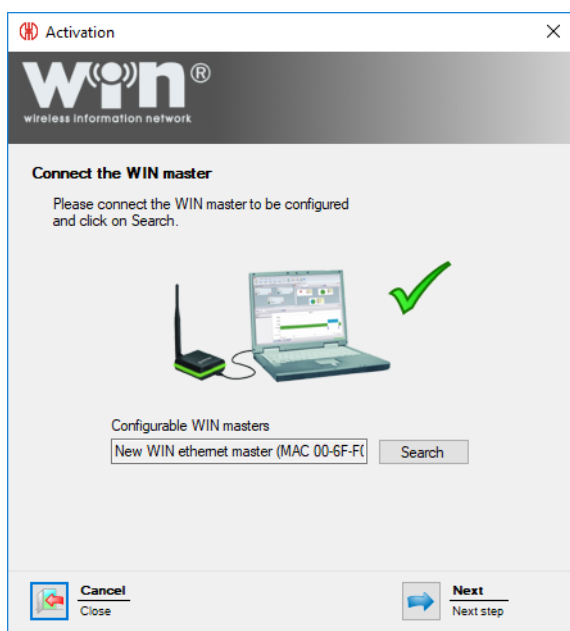 Activation
WIN®
wireless information network
Connect the WIN master
Please connect the WIN master to be configured
and click on Search.
Configurable WIN masters
New WIN ethernet master (MAC 00-6F-F(
Search
Cancel
Close
Next
Next step